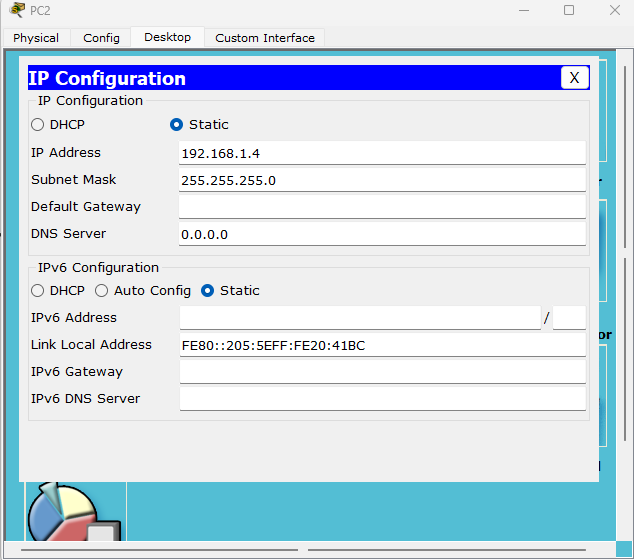 PC2
Physical Config Desktop Custom Interface
IP Configuration X
IP Configuration
DHCP Static
IP Address 192.168.1.4
Subnet Mask 255.255.255.0
Default Gateway
DNS Server 0.0.0.0
IPv6 Configuration
DHCP Auto Config Static
IPv6 Address /
Link Local Address FE80::205:5EFF:FE20:41BC
IPv6 Gateway
IPv6 DNS Server